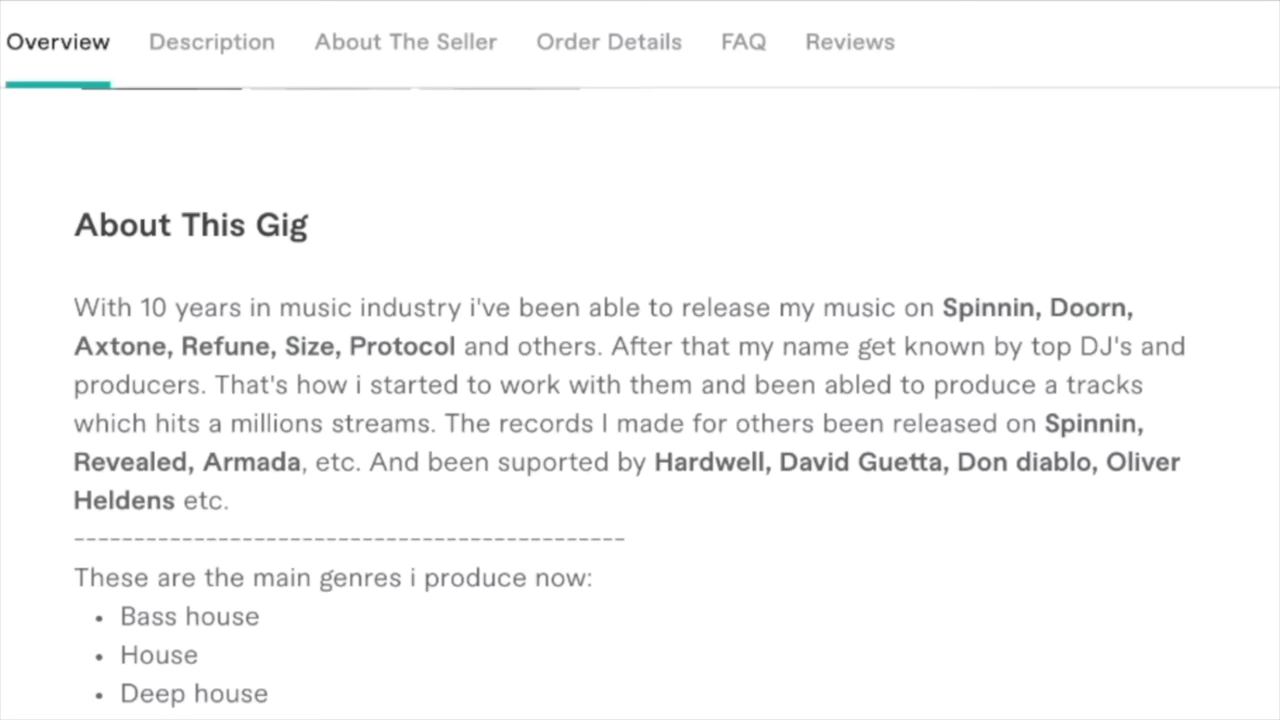 Overview Description About The Seller Order Details FAQ Reviews
About This Gig
With 10 years in music industry i've been able to release my music on Spinnin, Doorn,
Axtone, Refune, Size, Protocol and others. After that my name get known by top DJ's and
producers. That's how i started to work with them and been abled to produce a tracks
which hits a millions streams. The records I made for others been released on Spinnin,
Revealed, Armada, etc. And been suported by Hardwell, David Guetta, Don diablo, Oliver
Heldens etc.
----------------------------------------------
These are the main genres i produce now:
• Bass house
• House
• Deep house